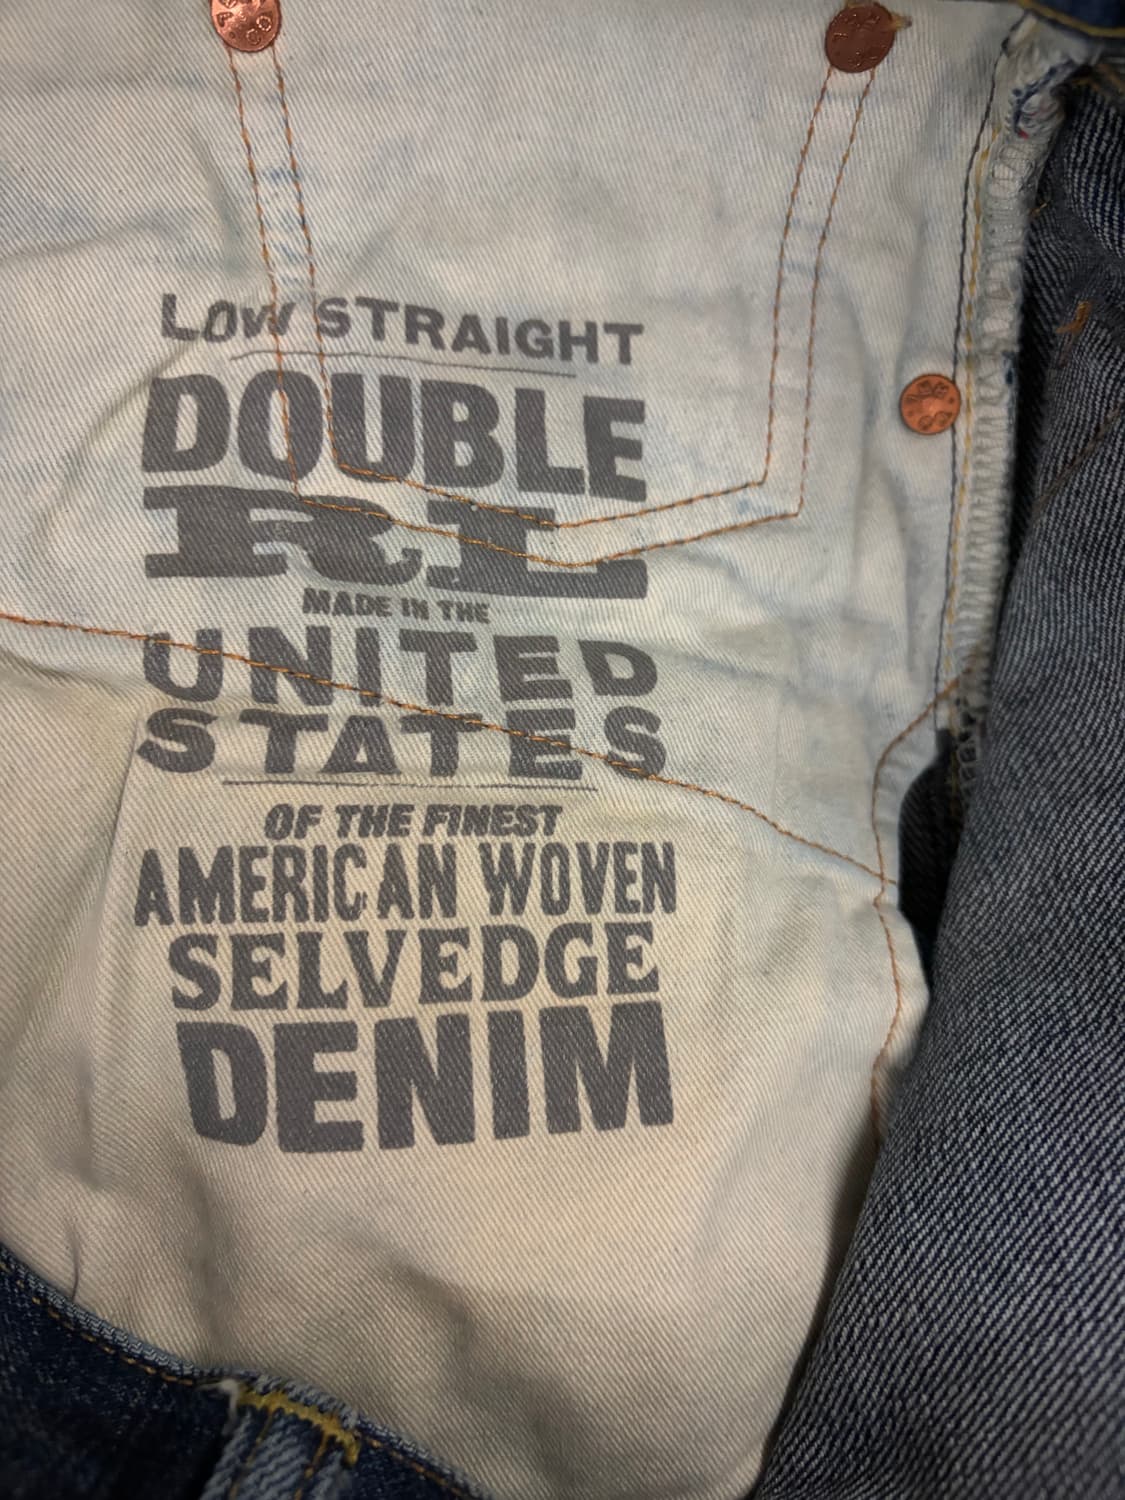 LOW STRAIGHT
DOUBLE
RL
MADE IN THE
UNITED
STATES
OF THE FINEST
AMERICAN WOVEN
SELVEDGE
DENIM